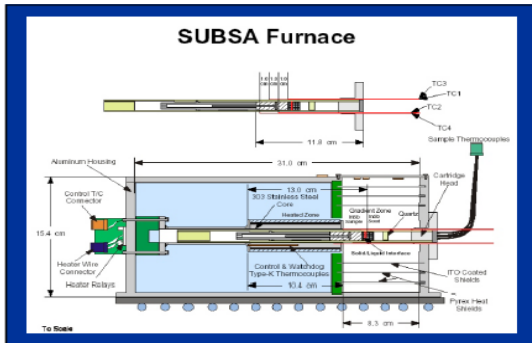 SUBSA Furnace
TC3
TC1
TC2
TC4
11.8 cm
Sample Thermocouples
Aluminum Housing
31.0 cm
Cartridge
Head
Control T/C
Connector
13.0 cm
303 Stainless Steel
Core
Heated Zone
Gradient Zone
Quartz
15.4 cm
Solid/Liquid Interface
Heater Wire
Connector
Heater Relays
Control & Watchdog
Type-K Thermocouples
10.4 cm
ITO Coated
Shields
Pyrex Heat
Shields
8.3 cm
To Scale